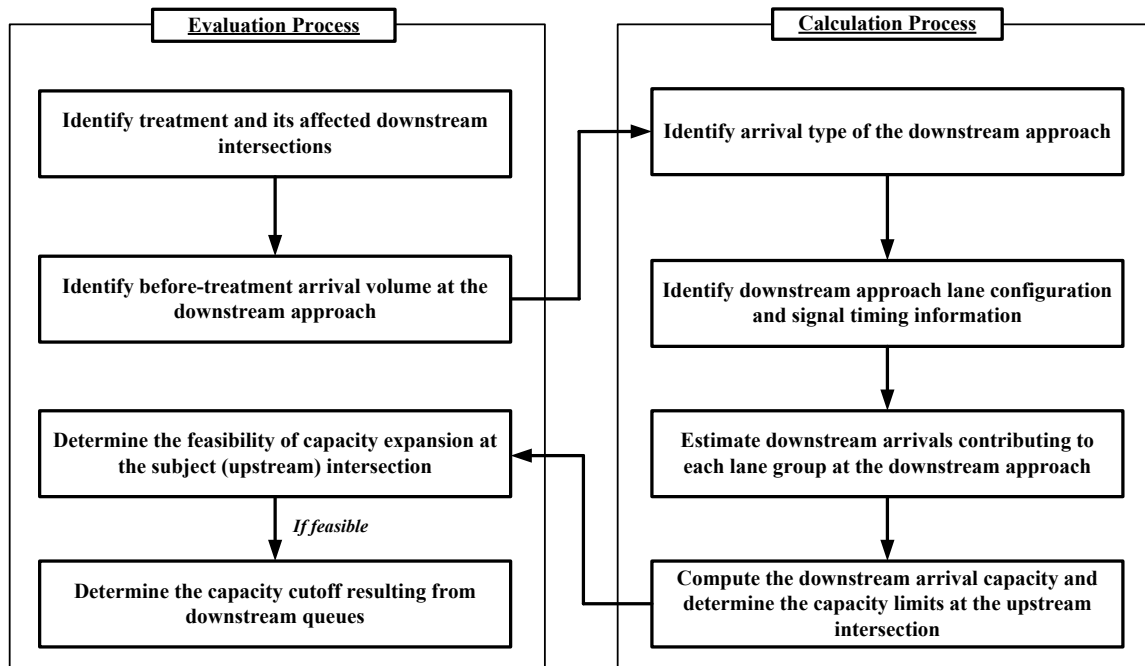 Evaluation Process
Identify treatment and its affected downstream
intersections
Identify before-treatment arrival volume at the
downstream approach
Determine the feasibility of capacity expansion at
the subject (upstream) intersection
If feasible
Determine the capacity cutoff resulting from
downstream queues
Calculation Process
Identify arrival type of the downstream approach
Identify downstream approach lane configuration
and signal timing information
Estimate downstream arrivals contributing to
each lane group at the downstream approach
Compute the downstream arrival capacity and
determine the capacity limits at the upstream
intersection